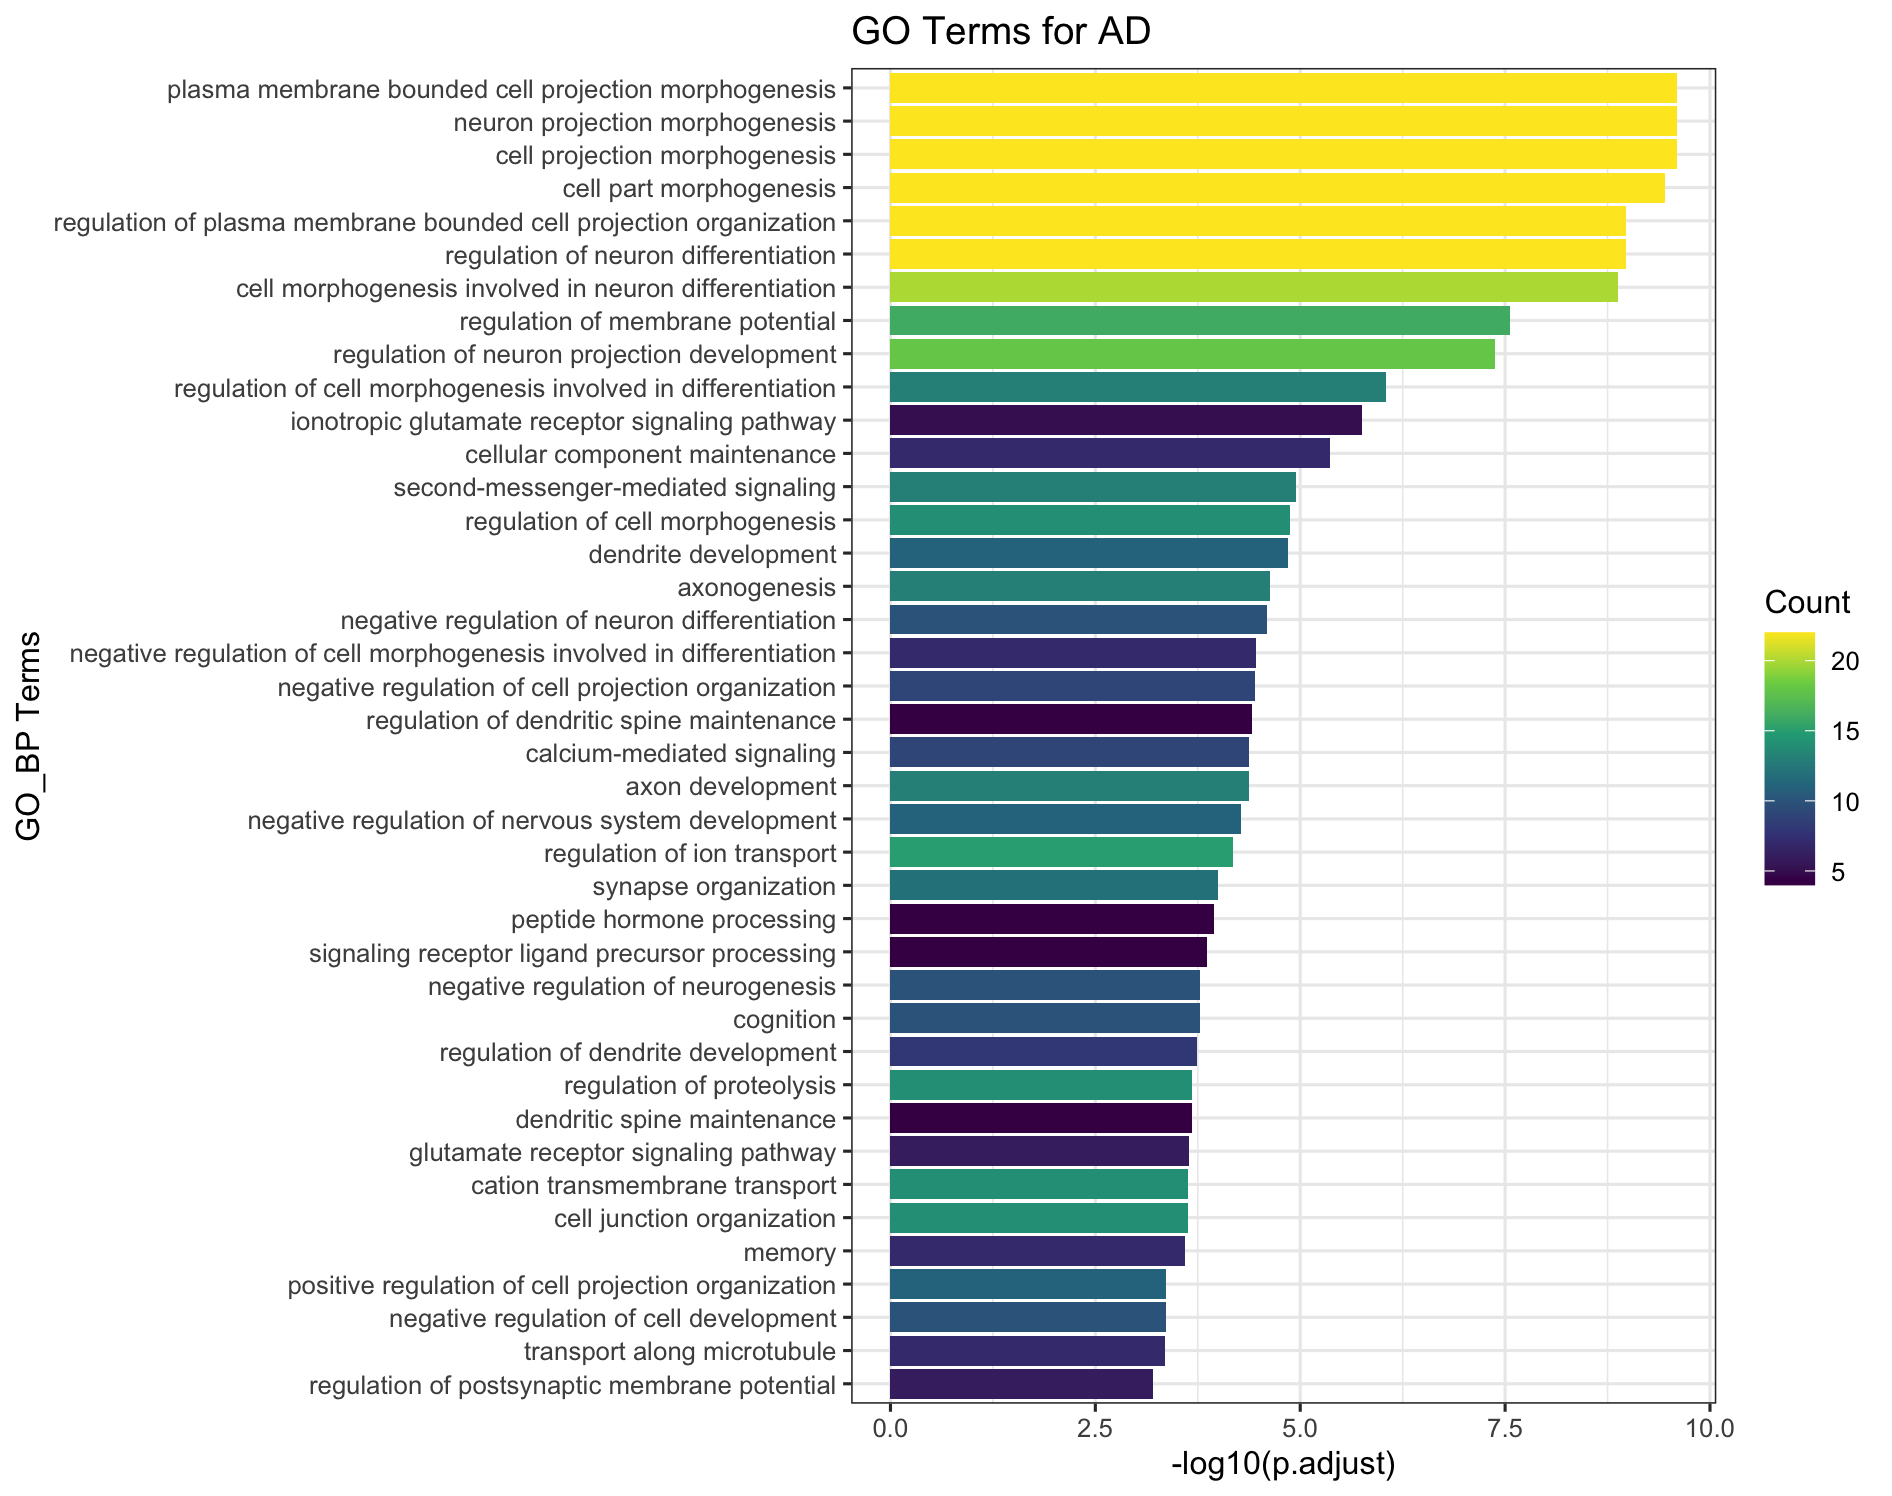 GO Terms for AD
plasma membrane bounded cell projection morphogenesis
neuron projection morphogenesis
cell projection morphogenesis
cell part morphogenesis
regulation of plasma membrane bounded cell projection organization
regulation of neuron differentiation
cell morphogenesis involved in neuron differentiation
regulation of membrane potential
regulation of neuron projection development
regulation of cell morphogenesis involved in differentiation
ionotropic glutamate receptor signaling pathway
cellular component maintenance
second-messenger-mediated signaling
regulation of cell morphogenesis
dendrite development
axonogenesis
negative regulation of neuron differentiation
negative regulation of cell morphogenesis involved in differentiation
negative regulation of cell projection organization
regulation of dendritic spine maintenance
calcium-mediated signaling
axon development
negative regulation of nervous system development
regulation of ion transport
synapse organization
peptide hormone processing
signaling receptor ligand precursor processing
negative regulation of neurogenesis
cognition
regulation of dendrite development
regulation of proteolysis
dendritic spine maintenance
glutamate receptor signaling pathway
cation transmembrane transport
cell junction organization
memory
positive regulation of cell projection organization
negative regulation of cell development
transport along microtubule
regulation of postsynaptic membrane potential
GO_BP Terms
0.0 2.5 5.0 7.5 10.0
-log10(p.adjust)
Count
20
15
10
5